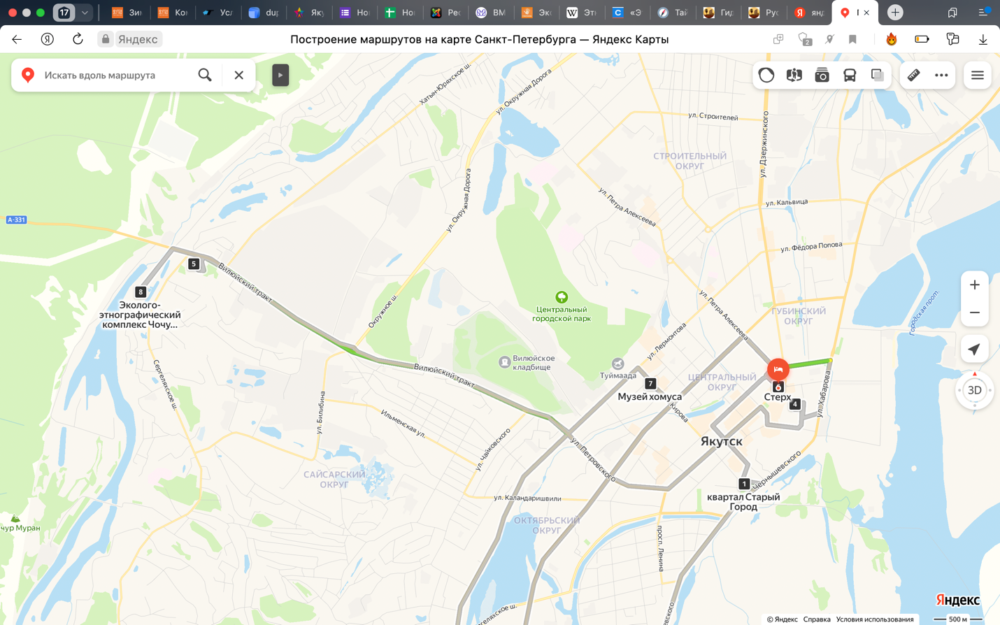 17
Зи
Ко
Усл
dup
Яку
Но
Но
Рес
ВМ
Экс
Этн
«Э
Тай
Гид
Рус
янд
Яндекс
Построение маршрутов на карте Санкт-Петербурга — Яндекс Карты
2
Искать вдоль маршрута
Хатын-Юряхское ш.
ул. Окружная Дорога
ул. Строителей
ул. Дзержинского
СТРОИТЕЛЬНЫЙ
ОКРУГ
ул. Окружная Дорога
ул. Петра Алексеева
ул. Кальвица
А-331
ул. Фёдора Попова
5
Вилюйский тракт
8
Эколого-
этнографический
комплекс Чочу...
Окружное ш.
Центральный
городской парк
ул. Петра Алексеева
ГУБИНСКИЙ
ОКРУГ
Городская прот.
ул. Лермонтова
Вилюйское
кладбище
Вилюйский тракт
Туймаада
7
Музей хомуса
ЦЕНТРАЛЬНЫЙ
ОКРУГ
Стерх
4
3D
ул. Хабарова
Сергеляхское ш.
ул. Билибина
Ильменская ул.
Кирова
Якутск
ул. Чайковского
ул. Петровского
Чернышевского
САЙСАРСКИЙ
ОКРУГ
1
квартал Старый
Город
ул. Каландаришвили
ОКТЯБРЬСКИЙ
ОКРУГ
чур Муран
просп. Ленина
Яндекс
© Яндекс Справка Условия использования
500 м